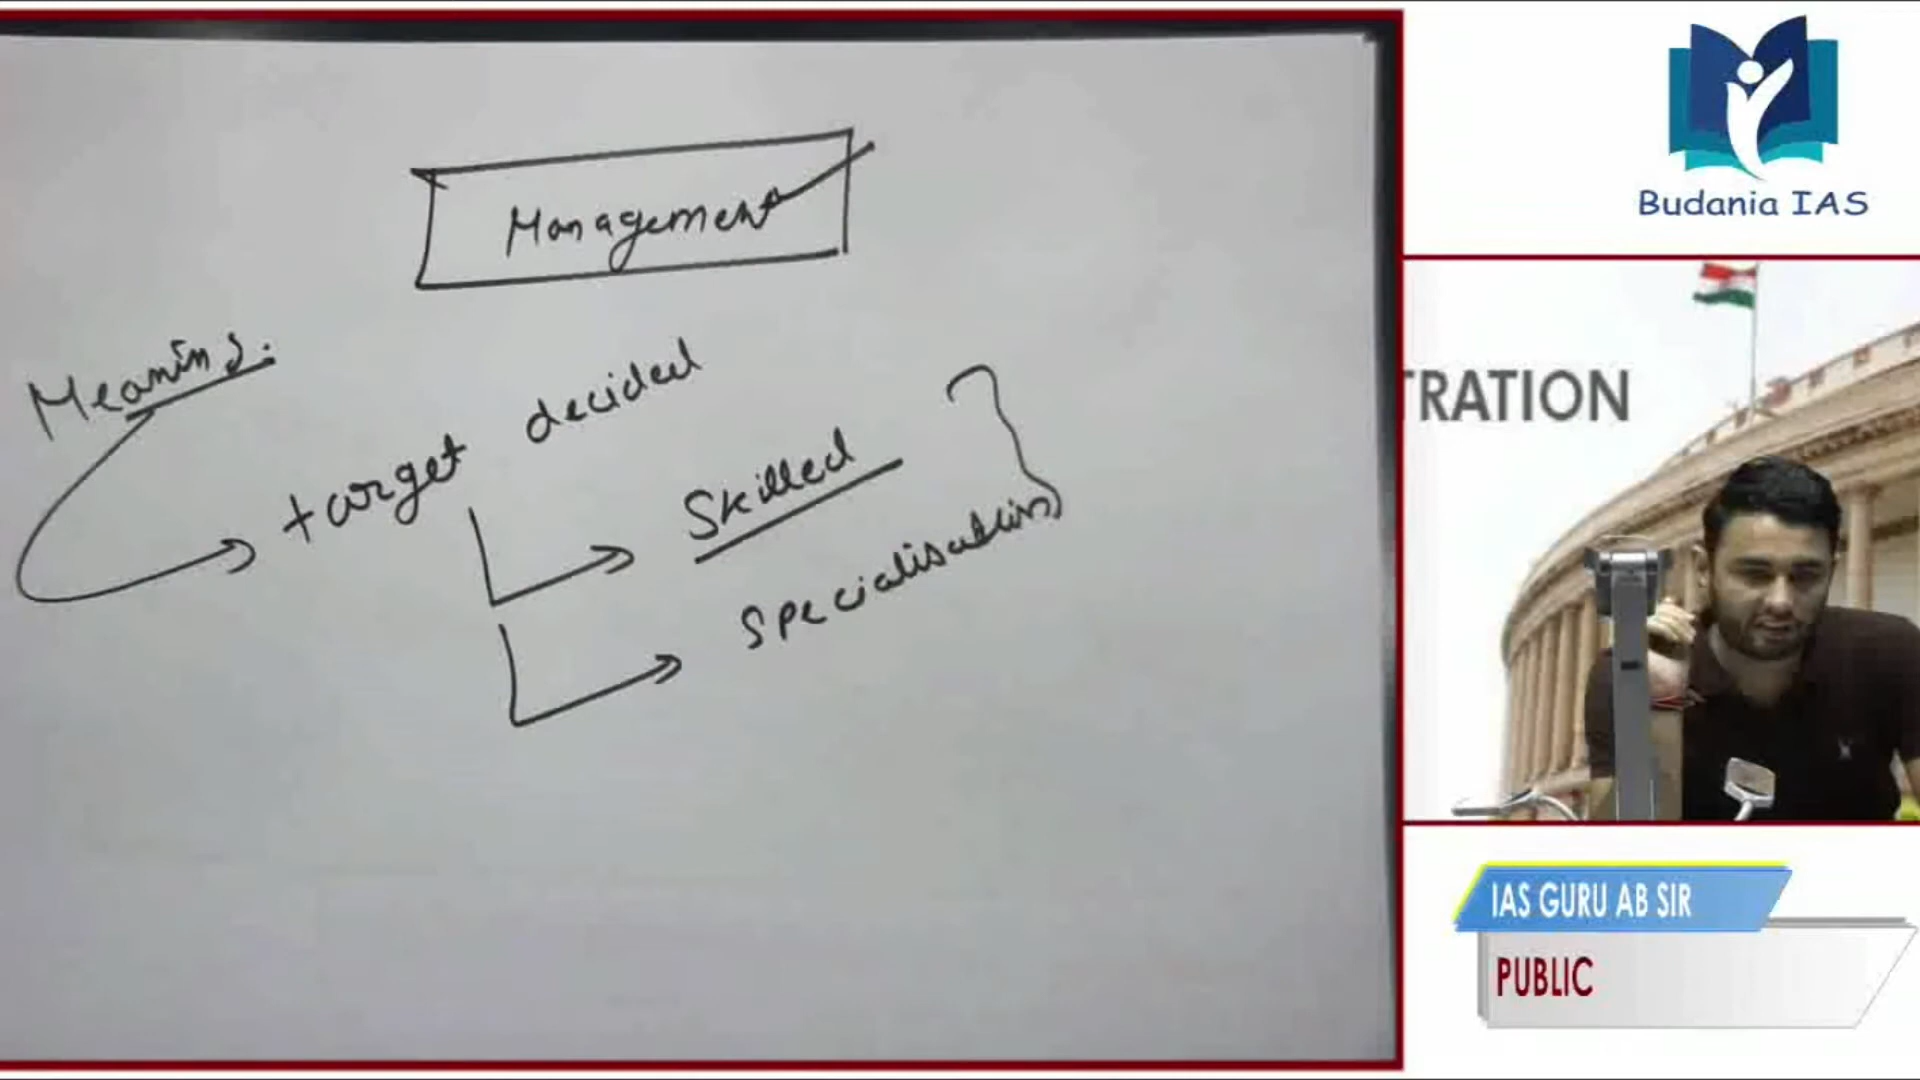 Management
Meaning:
target decided
Skilled
Specialisation
Budania IAS
TRATION
IAS GURU AB SIR
PUBLIC